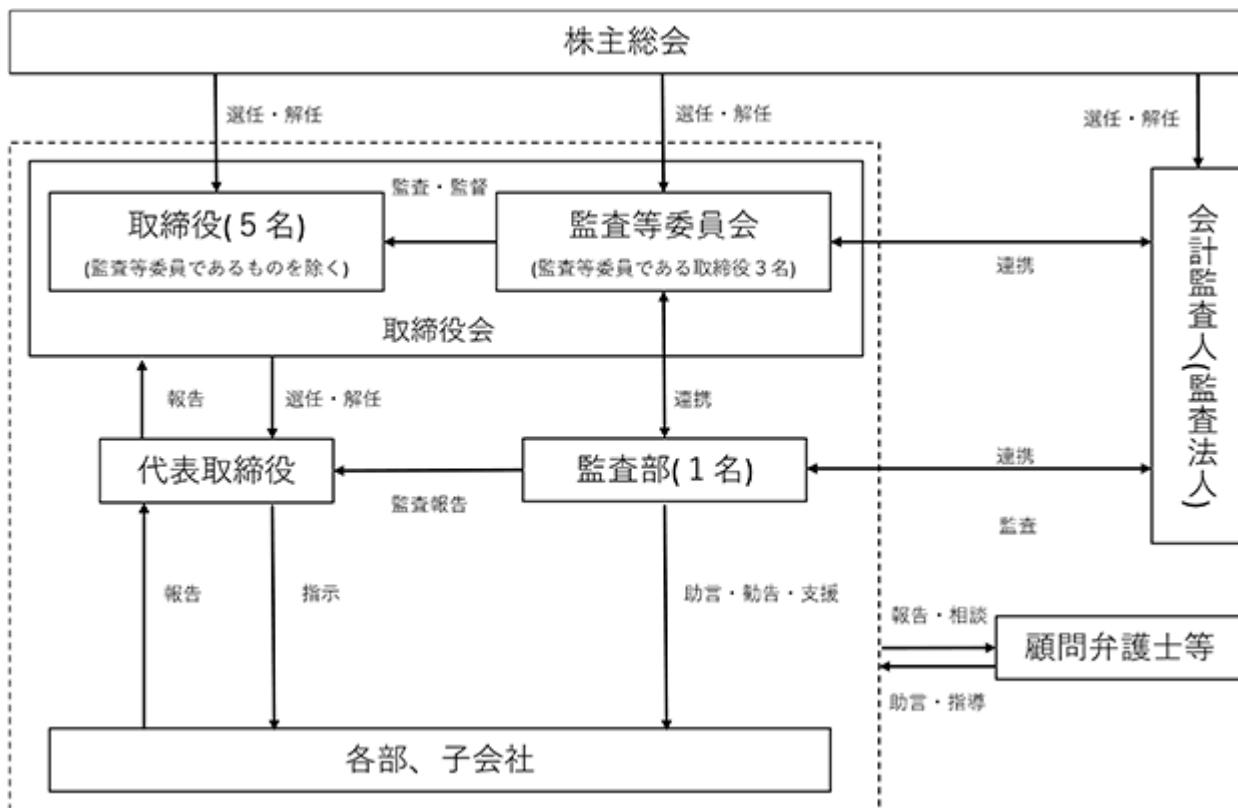 株主総会
選任・解任
選任・解任
選任・解任
監査・監督
取締役(５名)
(監査等委員であるものを除く)
監査等委員会
(監査等委員である取締役３名)
連携
会計監査人(監査法人)
取締役会
報告
選任・解任
連携
代表取締役
監査報告
監査部(１名)
連携
監査
報告
指示
助言・勧告・支援
報告・相談
顧問弁護士等
助言・指導
各部、子会社